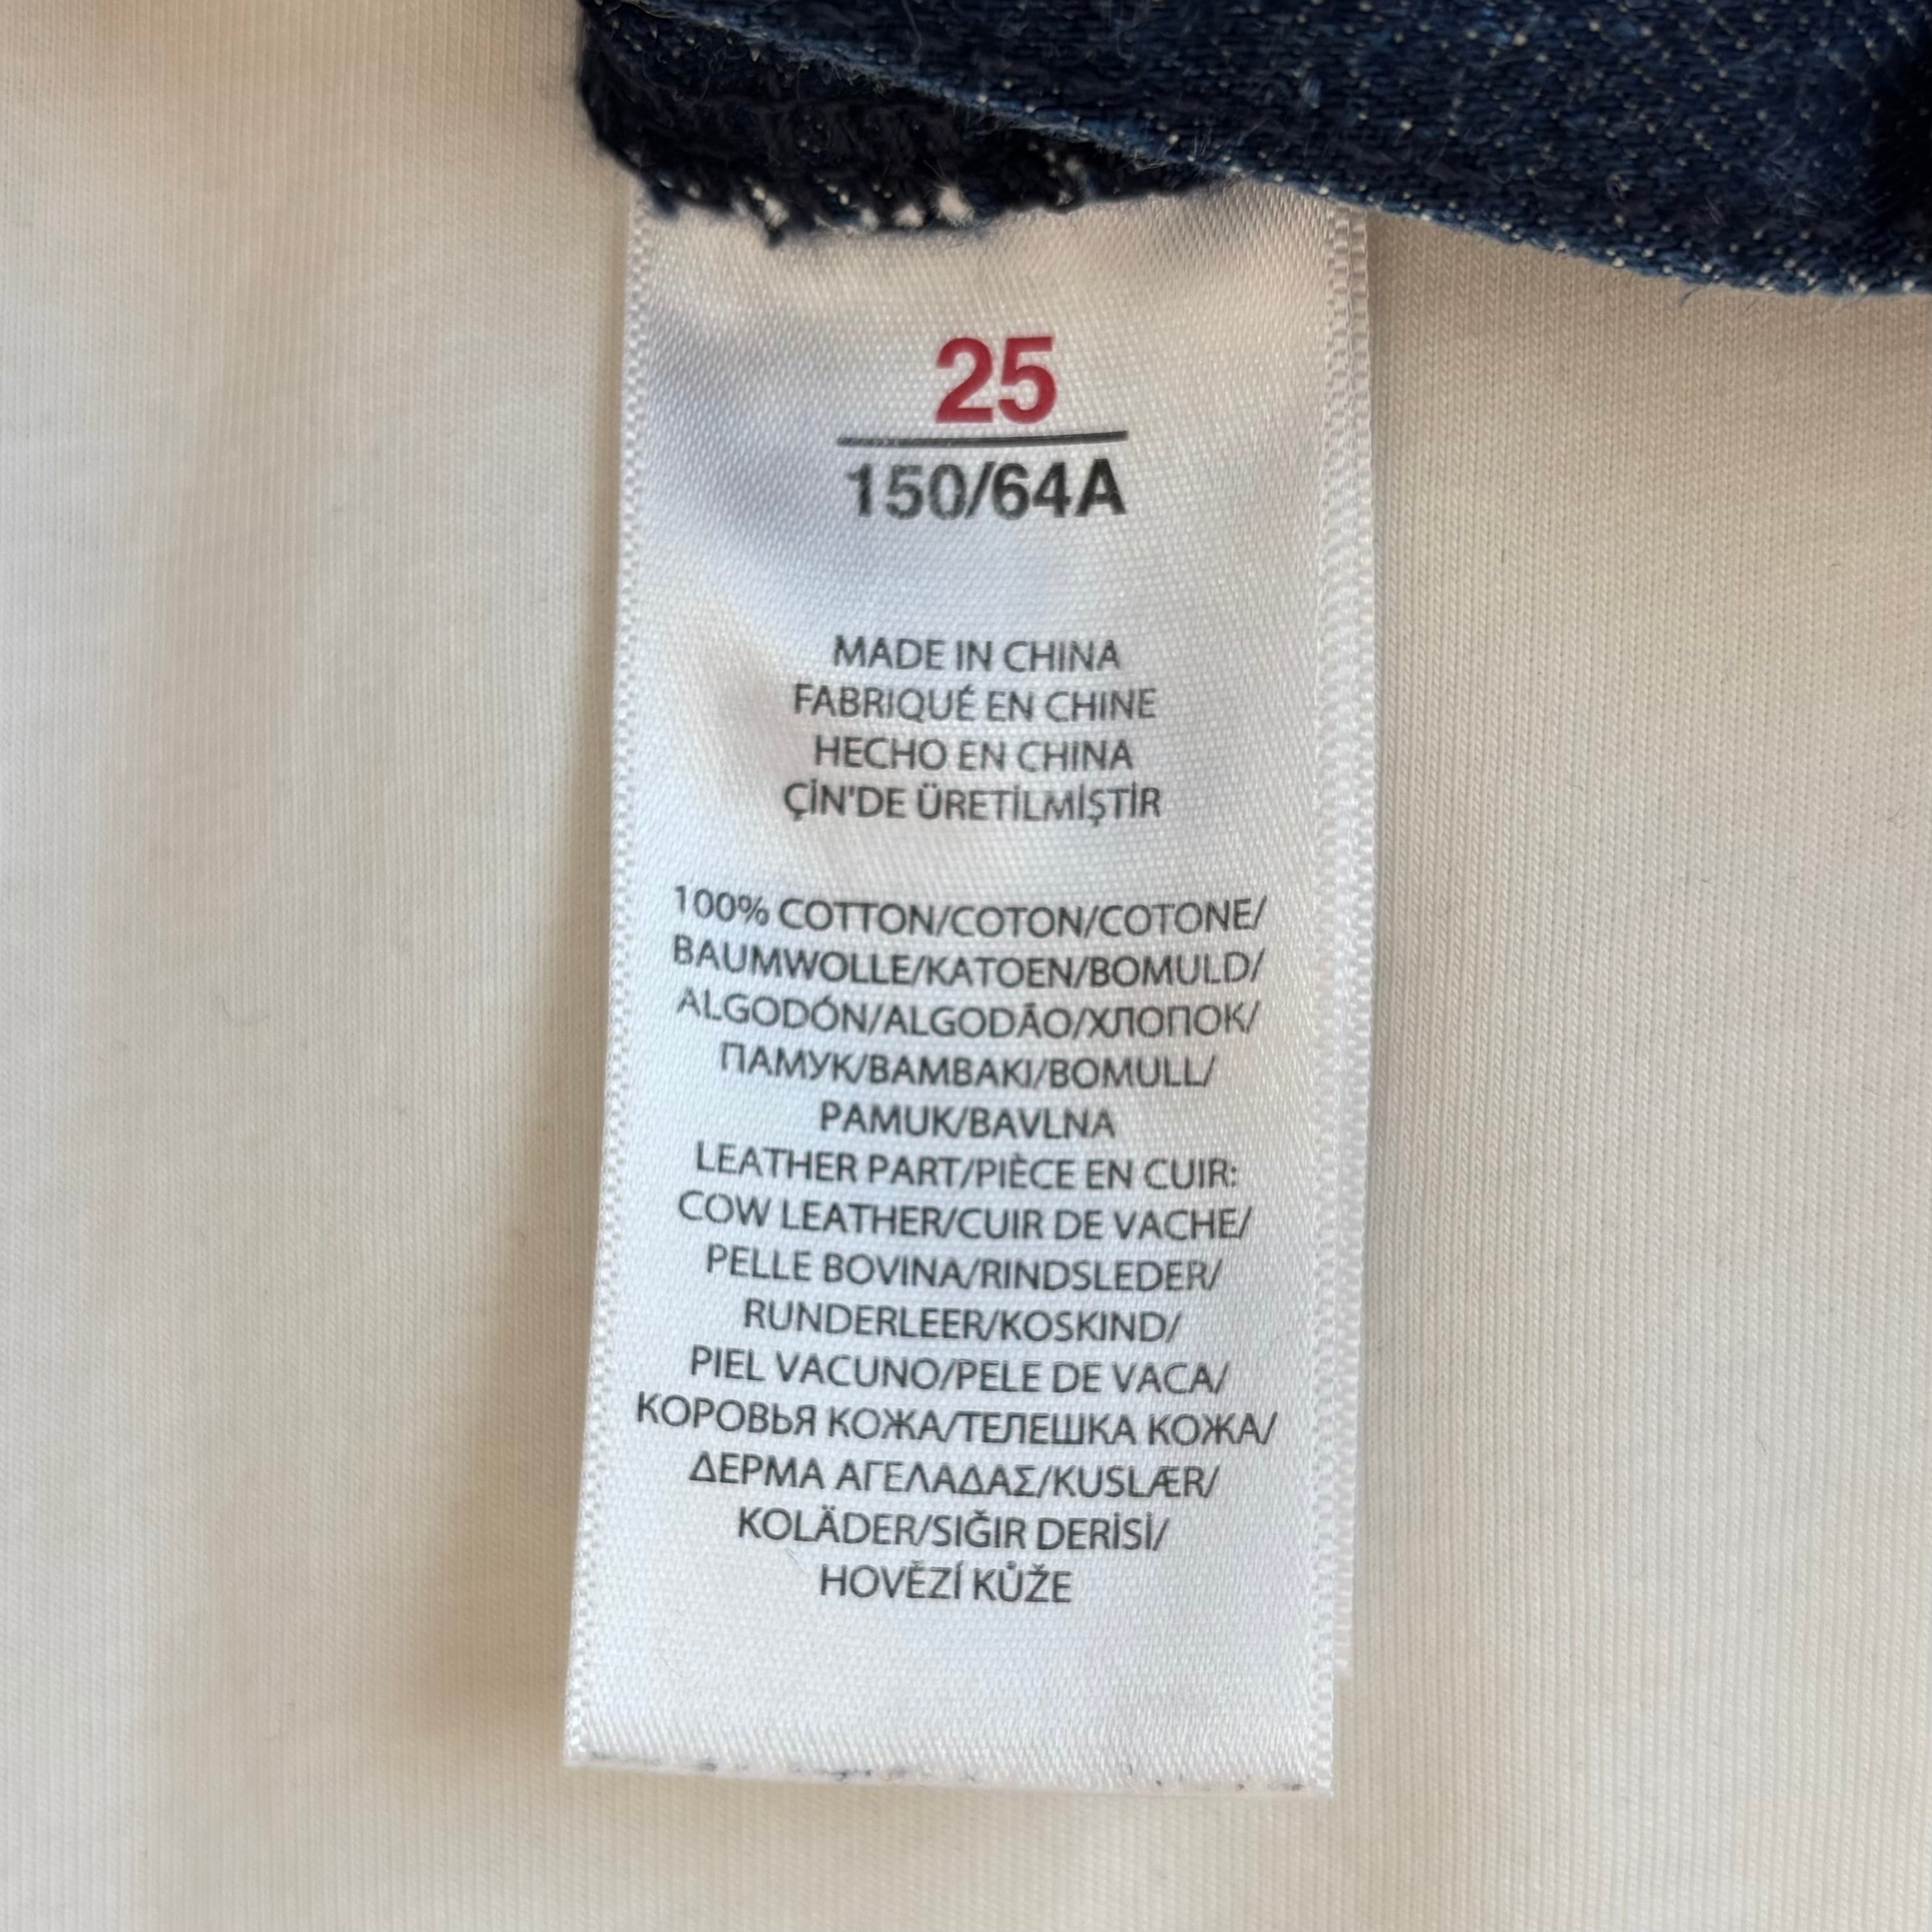 25
150/64A
MADE IN CHINA
FABRIQUÉ EN CHINE
HECHO EN CHINA
ÇİN'DE ÜRETİLMİŞTİR
100% COTTON/COTON/COTONE/
BAUMWOLLE/KATOEN/BOMULD/
ALGODÓN/ALGODÃO/ХЛОПОК/
ПАМУК/ΒΑΜΒΑΚΙ/BOMULL/
PAMUK/BAVLNA
LEATHER PART/PIÈCE EN CUIR:
COW LEATHER/CUIR DE VACHE/
PELLE BOVINA/RINDSLEDER/
RUNDERLEER/KOSKIND/
PIEL VACUNO/PELE DE VACA/
КОРОВЬЯ КОЖА/ТЕЛЕШКА КОЖА/
ΔΕΡΜΑ ΑΓΕΛΑΔΑΣ/KUSLÆR/
KOLÄDER/SIĞIR DERİSİ/
HOVĚZÍ KŮŽE